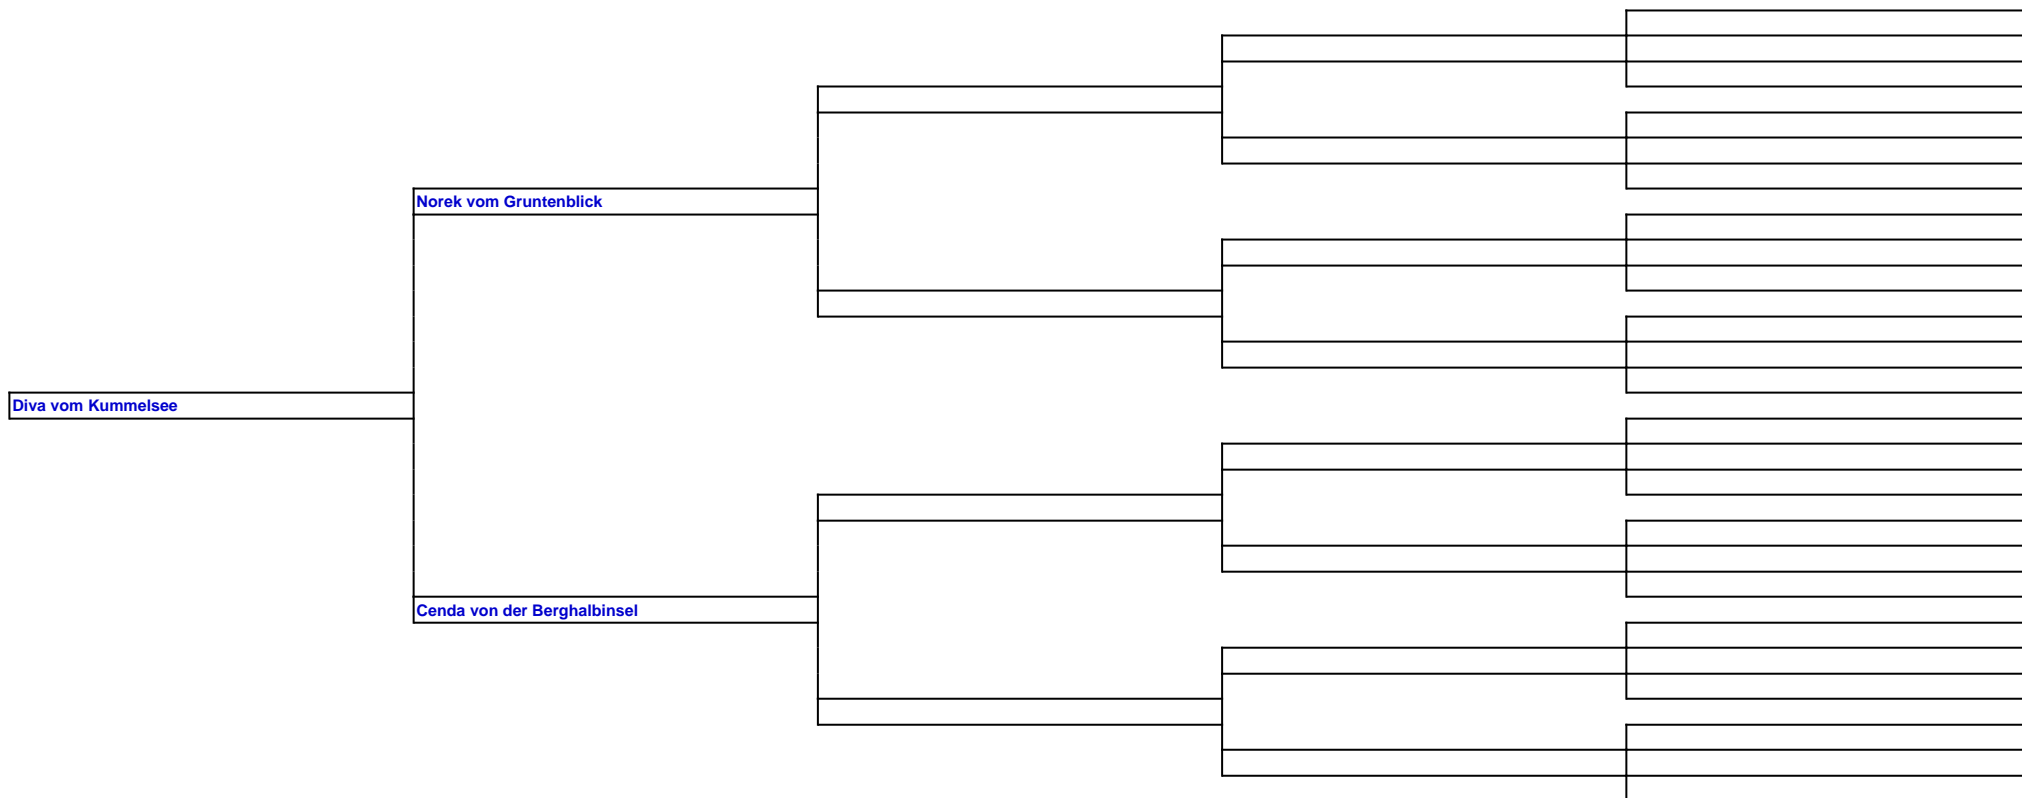 Norek vom Gruntenblick
Diva vom Kummelsee
Cenda von der Berghalbinsel